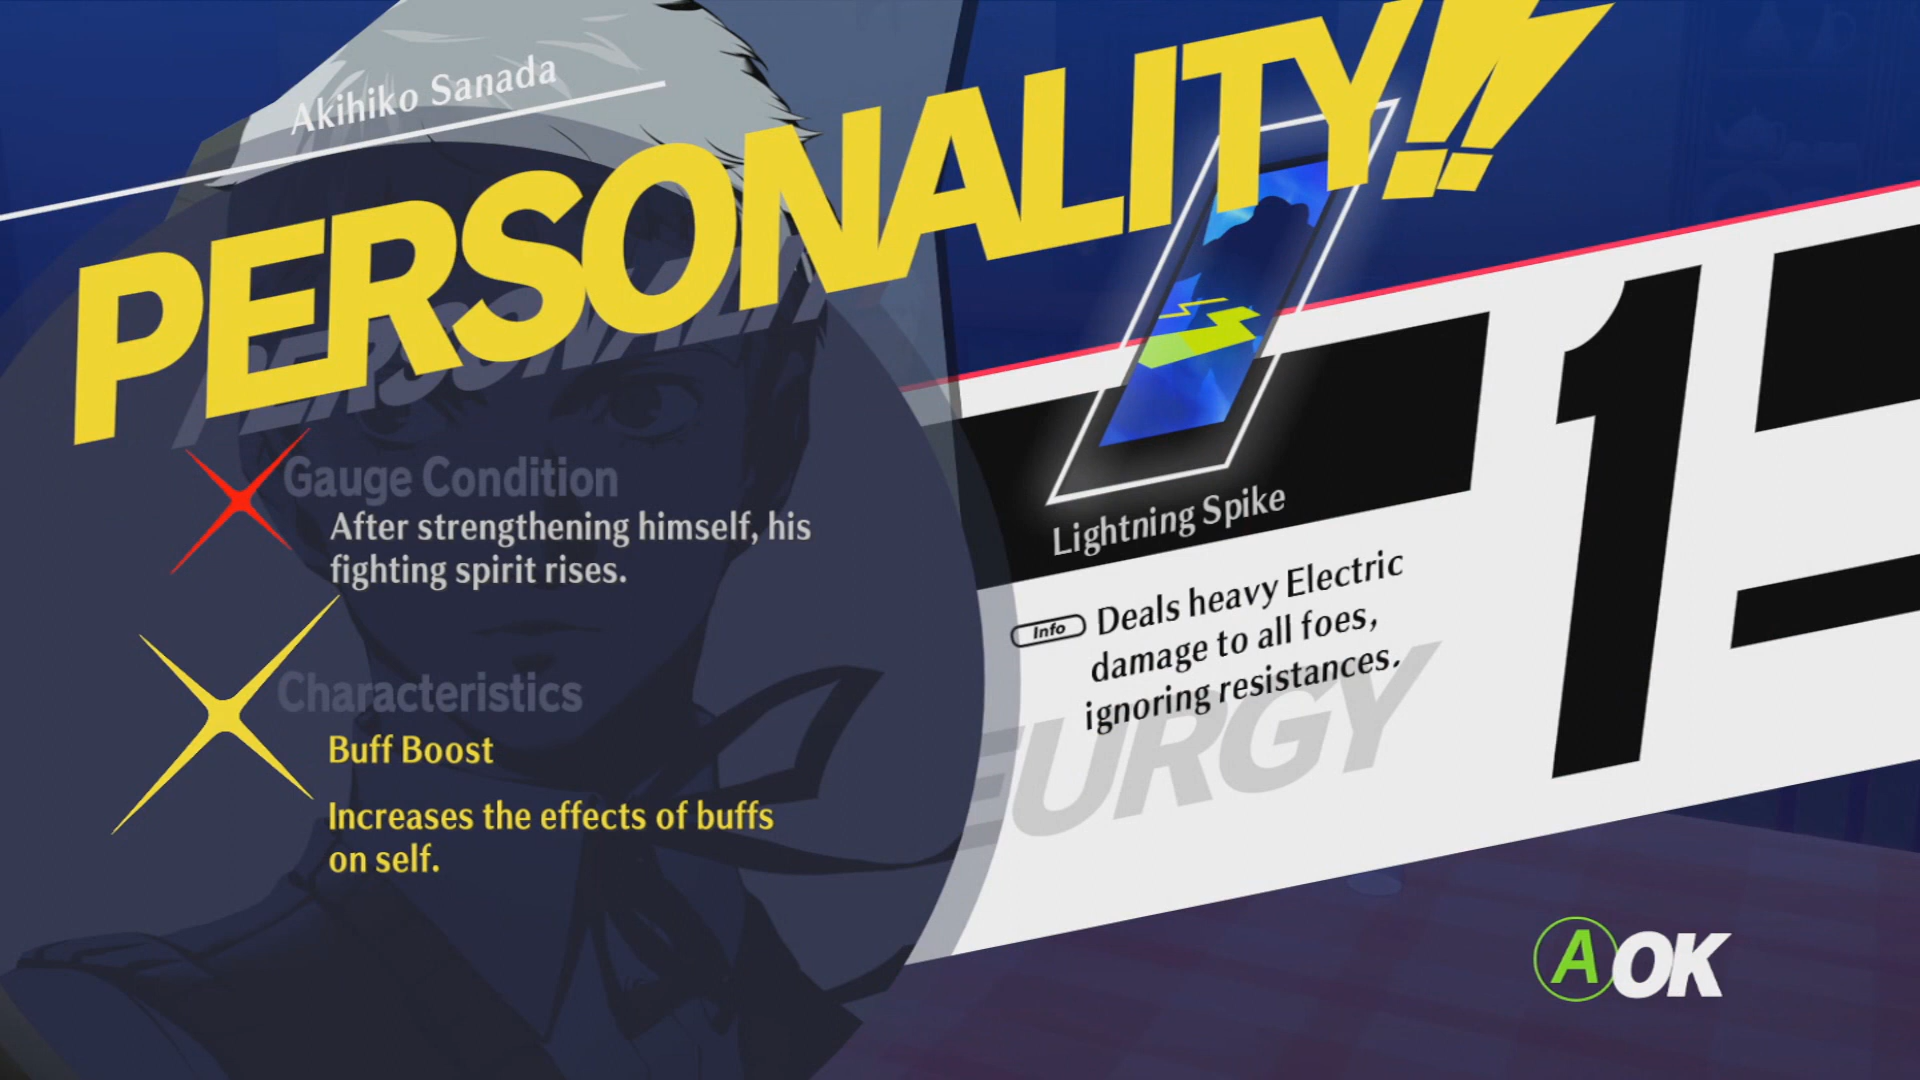 Akihiko Sanada
PERSONALITY!!
Gauge Condition
After strengthening himself, his
fighting spirit rises.
Characteristics
Buff Boost
Increases the effects of buffs
on self.
Lightning Spike
Info Deals heavy Electric
damage to all foes,
ignoring resistances.
EURGY
1
A OK